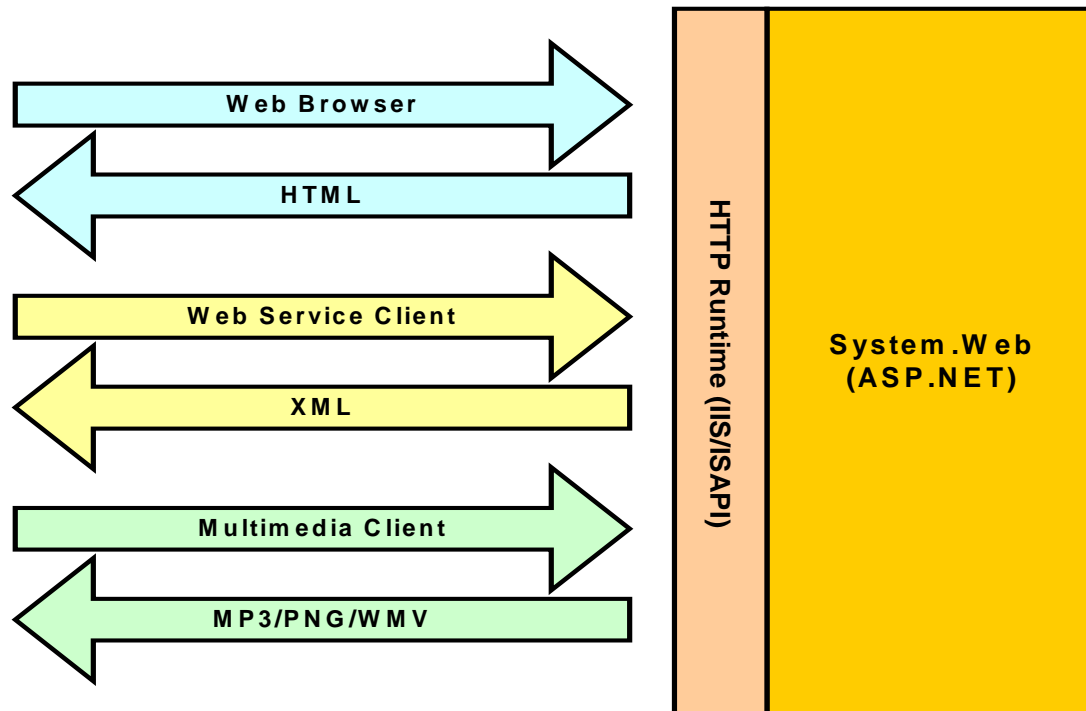 Web Browser
HTML
Web Service Client
XML
Multimedia Client
MP3/PNG/WMV
HTTP Runtime (IIS/ISAPI)
System.Web
(ASP.NET)